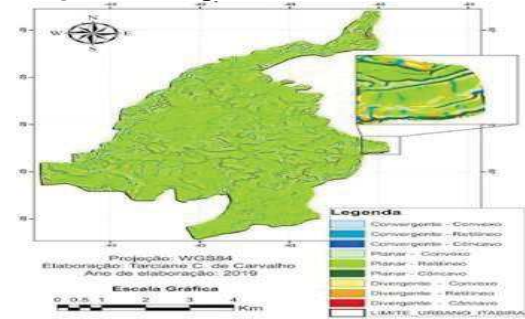 N
W
E
S
Legenda
Convergente - Convexo
Convergente - Retilíneo
Convergente - Côncavo
Planar - Convexo
Planar - Retilíneo
Planar - Côncavo
Divergente - Convexo
Divergente - Retilíneo
Divergente - Côncavo
LIMITE_URBANO_ITABIRA
Projeção: WGS84
Elaboração: Tarciane C. de Carvalho
Ano de elaboração: 2019
Escala Gráfica
0 0.5 1 2 3 4
Km